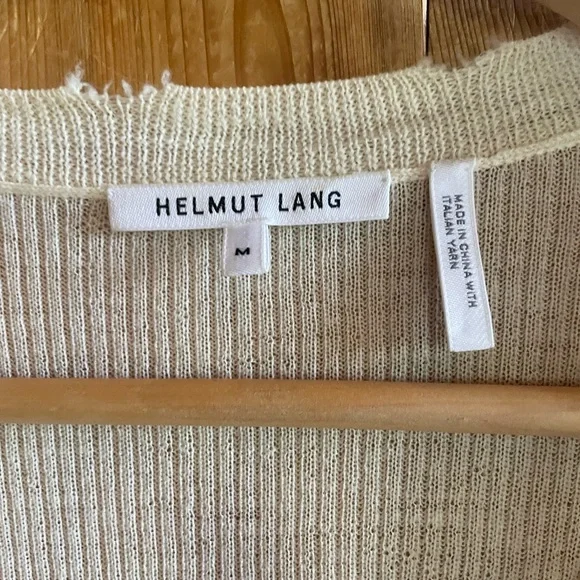 HELMUT LANG
M
MADE IN CHINA WITH
ITALIAN YARN